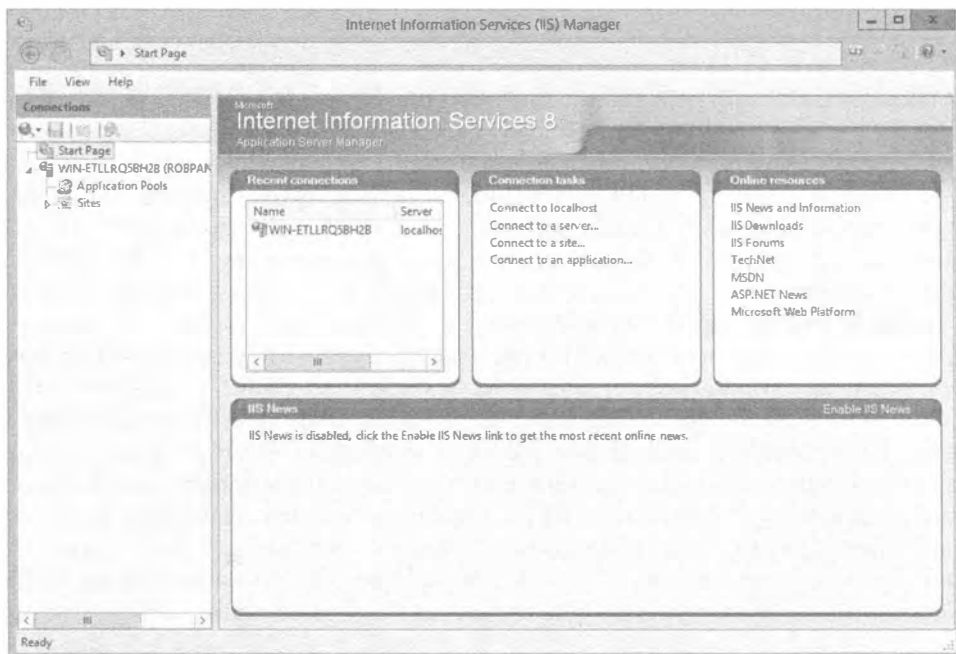 Internet Information Services (IIS) Manager
Start Page
File View Help
Connections
Start Page
WIN-ETLLRQ5BH2B (ROBPAN
Application Pools
Sites
Microsoft
Internet Information Services 8
Application Server Manager
Recent connections
Name Server
WIN-ETLLRQ5BH2B localhos
Connection tasks
Connect to localhost
Connect to a server...
Connect to a site...
Connect to an application...
Online resources
IIS News and Information
IIS Downloads
IIS Forums
TechNet
MSDN
ASP.NET News
Microsoft Web Platform
IIS News Enable IIS News
IIS News is disabled, click the Enable IIS News link to get the most recent online news.
Ready